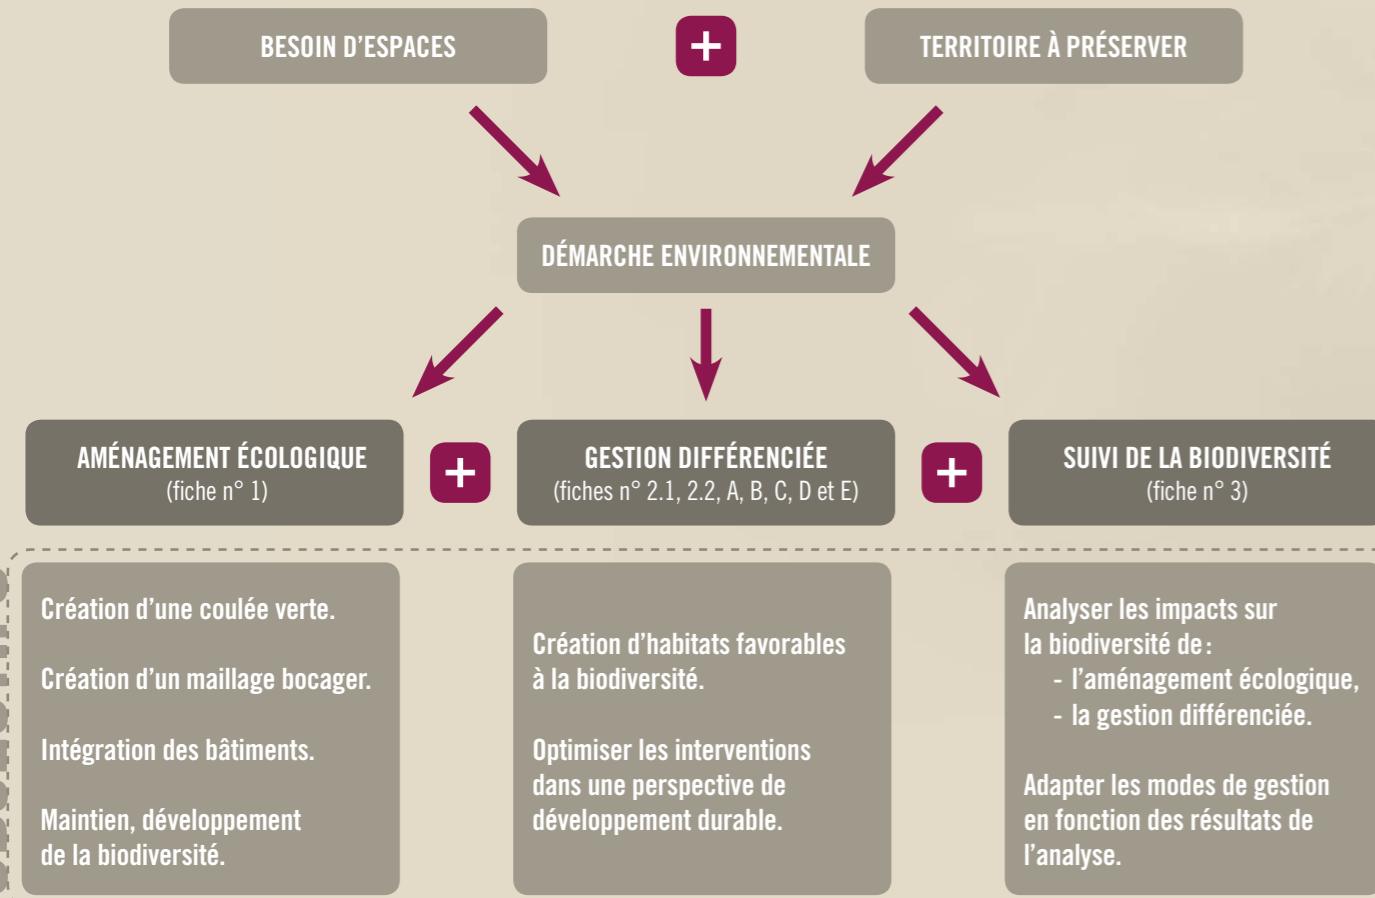 BESOIN D'ESPACES
+
TERRITOIRE À PRÉSERVER
DÉMARCHE ENVIRONNEMENTALE
AMÉNAGEMENT ÉCOLOGIQUE
(fiche n° 1)
+
GESTION DIFFÉRENCIÉE
(fiches n° 2.1, 2.2, A, B, C, D et E)
+
SUIVI DE LA BIODIVERSITÉ
(fiche n° 3)
Création d'une coulée verte.
Création d'un maillage bocager.
Intégration des bâtiments.
Maintien, développement
de la biodiversité.
Création d'habitats favorables
à la biodiversité.
Optimiser les interventions
dans une perspective de
développement durable.
Analyser les impacts sur
la biodiversité de :
- l'aménagement écologique,
- la gestion différenciée.
Adapter les modes de gestion
en fonction des résultats de
l'analyse.